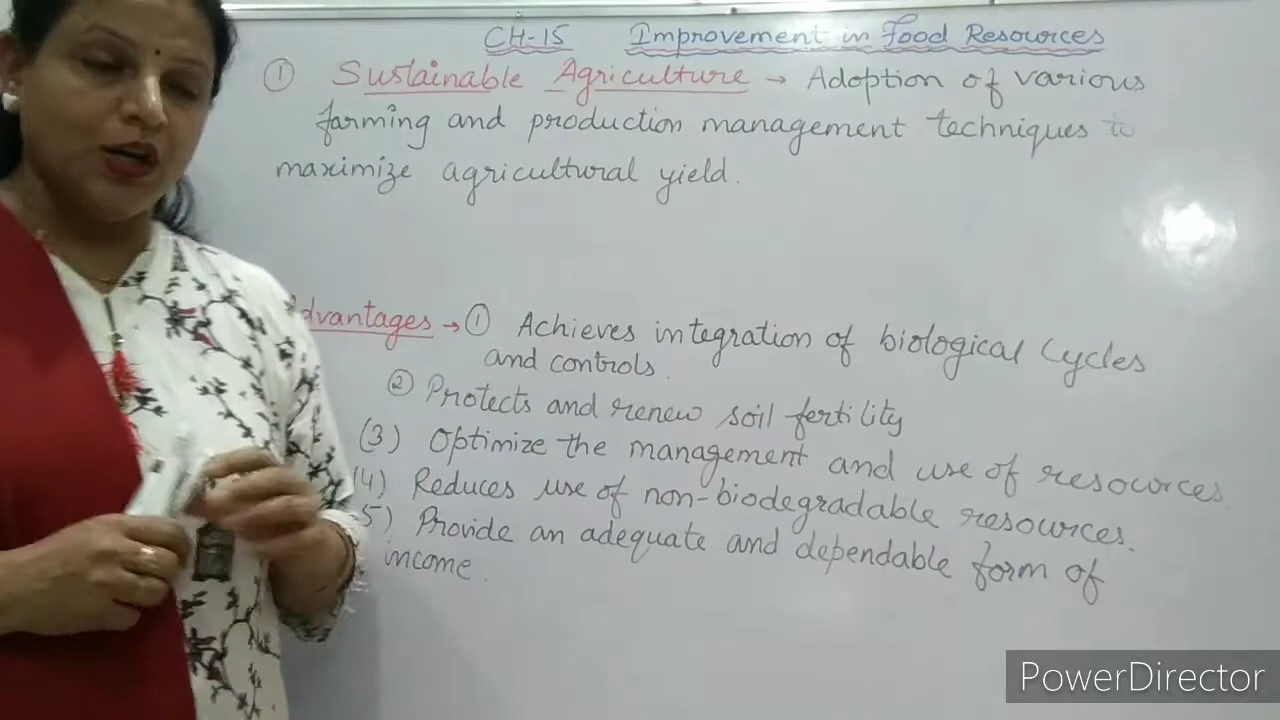 CH-15 Improvement in Food Resources
① Sustainable Agriculture → Adoption of various
farming and production management techniques to
maximize agricultural yield.
dvantages → ① Achieves integration of biological cycles
and controls.
② Protects and renew soil fertility
(3) Optimize the management and use of resources.
(4) Reduces use of non-biodegradable resources.
5) Provide an adequate and dependable form of
income.
PowerDirector